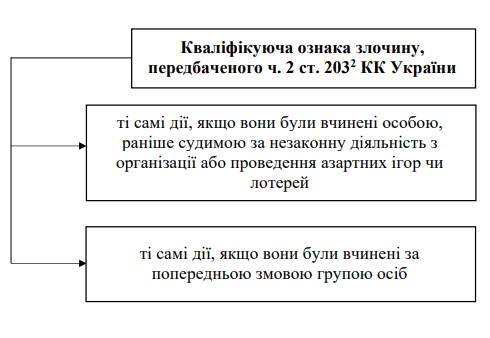 Кваліфікуюча ознака злочину,
передбаченого ч. 2 ст. 203² КК України
ті самі дії, якщо вони були вчинені особою,
раніше судимою за незаконну діяльність з
організації або проведення азартних ігор чи
лотерей
ті самі дії, якщо вони були вчинені за
попередньою змовою групою осіб